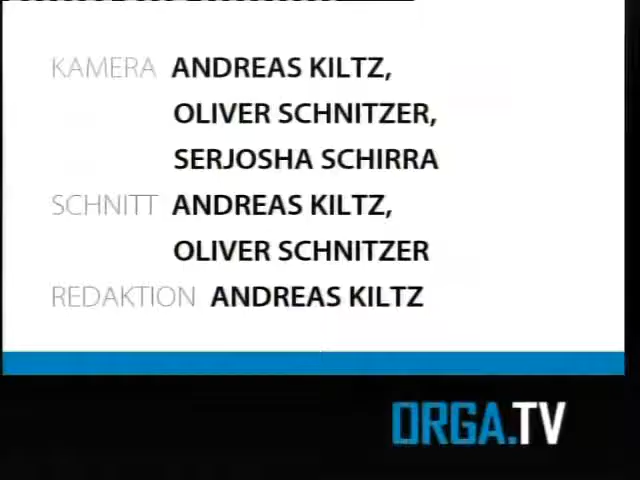 KAMERA ANDREAS KILTZ,
OLIVER SCHNITZER,
SERJOSHA SCHIRRA
SCHNITT ANDREAS KILTZ,
OLIVER SCHNITZER
REDAKTION ANDREAS KILTZ
ORGA.TV